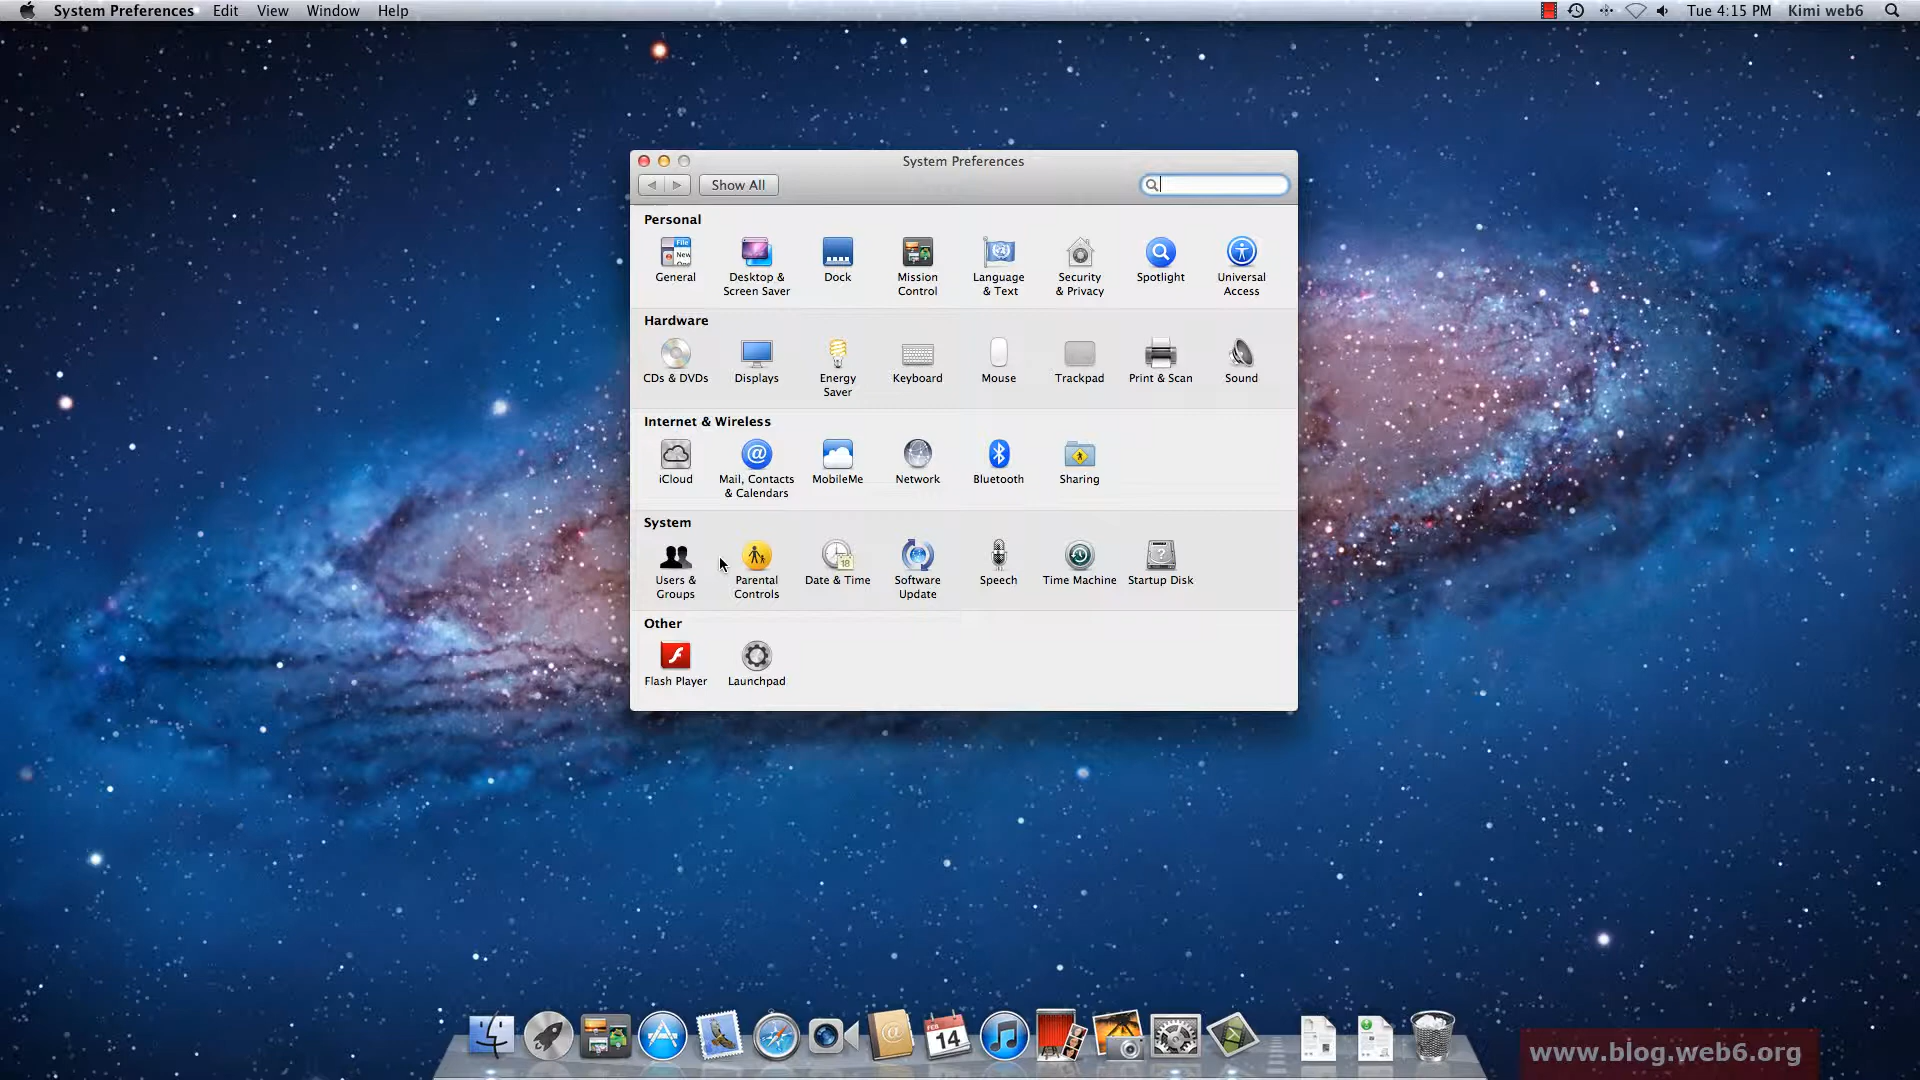 System Preferences Edit View Window Help
Tue 4:15 PM Kimi web6
System Preferences
Show All
Personal
General
Desktop &
Screen Saver
Dock
Mission
Control
Language
& Text
Security
& Privacy
Spotlight
Universal
Access
Hardware
CDs & DVDs
Displays
Energy
Saver
Keyboard
Mouse
Trackpad
Print & Scan
Sound
Internet & Wireless
iCloud
Mail, Contacts
& Calendars
MobileMe
Network
Bluetooth
Sharing
System
Users &
Groups
Parental
Controls
Date & Time
Software
Update
Speech
Time Machine
Startup Disk
Other
Flash Player
Launchpad
FEB
14
www.blog.web6.org